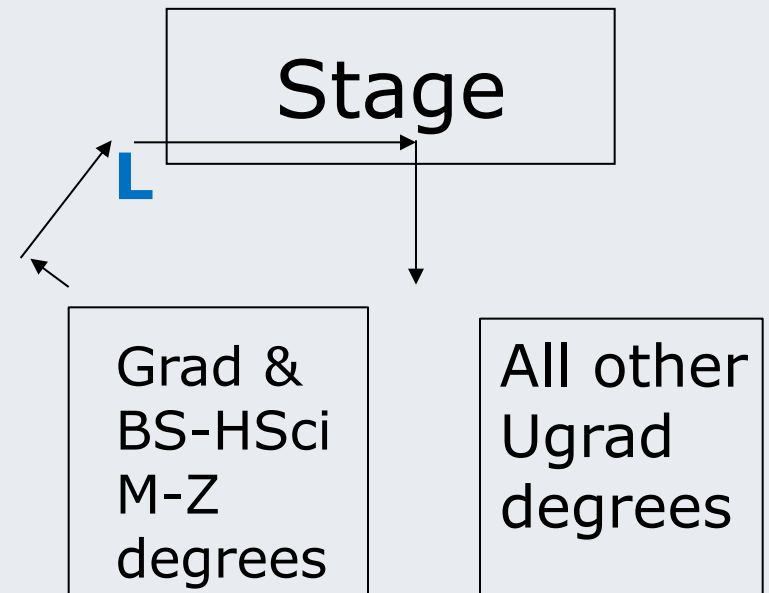 Stage
L
Grad &
BS-HSci
M-Z
degrees
All other
Ugrad
degrees